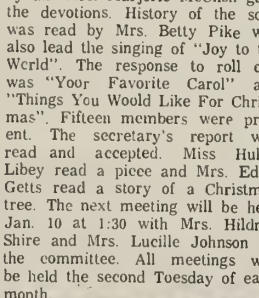 the devotions. History of the so
was read by Mrs. Betty Pike w
also lead the singing of "Joy to t
World". The response to roll c
was "Yoor Favorite Carol" a
"Things You Would Like For Chri
mas". Fifteen members were pre
ent. The secretary's report w
read and accepted. Miss Hul
Libey read a piece and Mrs. Ed
Getts read a story of a Christm
tree. The next meeting will be he
Jan. 10 at 1:30 with Mrs. Hildr
Shire and Mrs. Lucille Johnson
the committee. All meetings w
be held the second Tuesday of ea
month